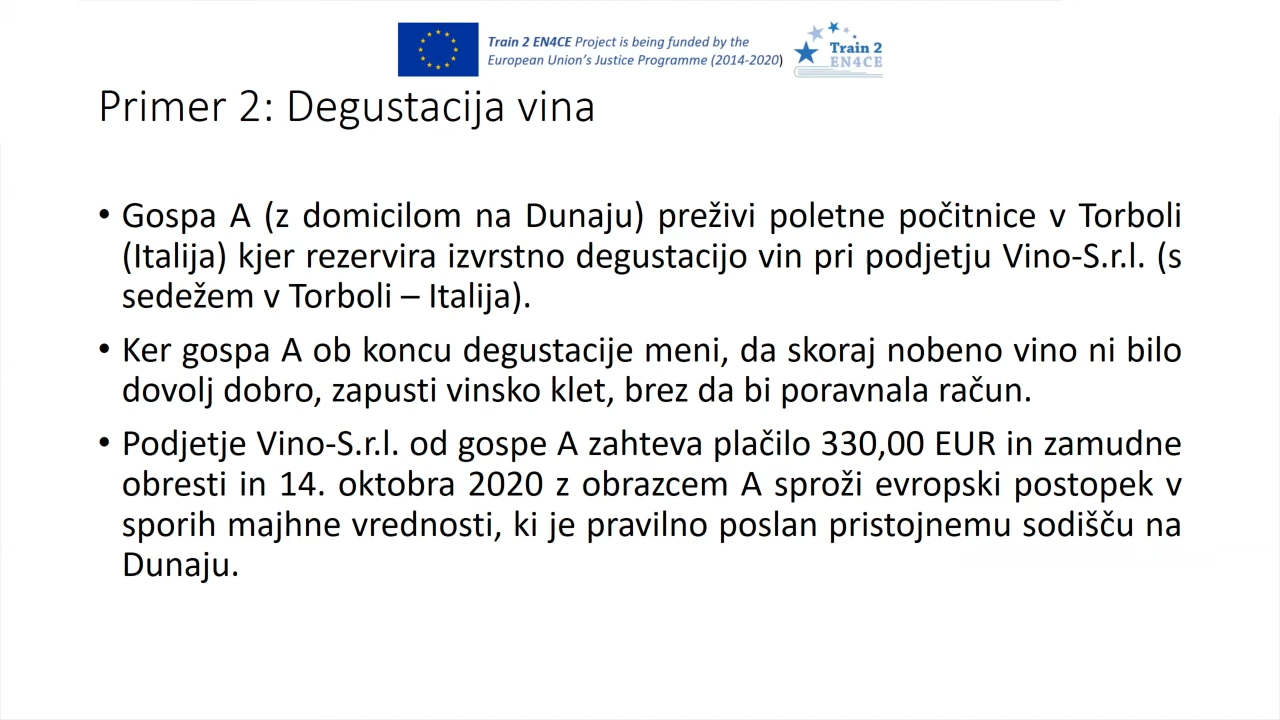 Train 2 EN4CE Project is being funded by the
European Union's Justice Programme (2014-2020)
Train 2
EN4CE
Primer 2: Degustacija vina
• Gospa A (z domicilom na Dunaju) preživi poletne počitnice v Torboli
(Italija) kjer rezervira izvrstno degustacijo vin pri podjetju Vino-S.r.l. (s
sedežem v Torboli – Italija).
• Ker gospa A ob koncu degustacije meni, da skoraj nobeno vino ni bilo
dovolj dobro, zapusti vinsko klet, brez da bi poravnala račun.
• Podjetje Vino-S.r.l. od gospe A zahteva plačilo 330,00 EUR in zamudne
obresti in 14. oktobra 2020 z obrazcem A sproži evropski postopek v
sporih majhne vrednosti, ki je pravilno poslan pristojnemu sodišču na
Dunaju.